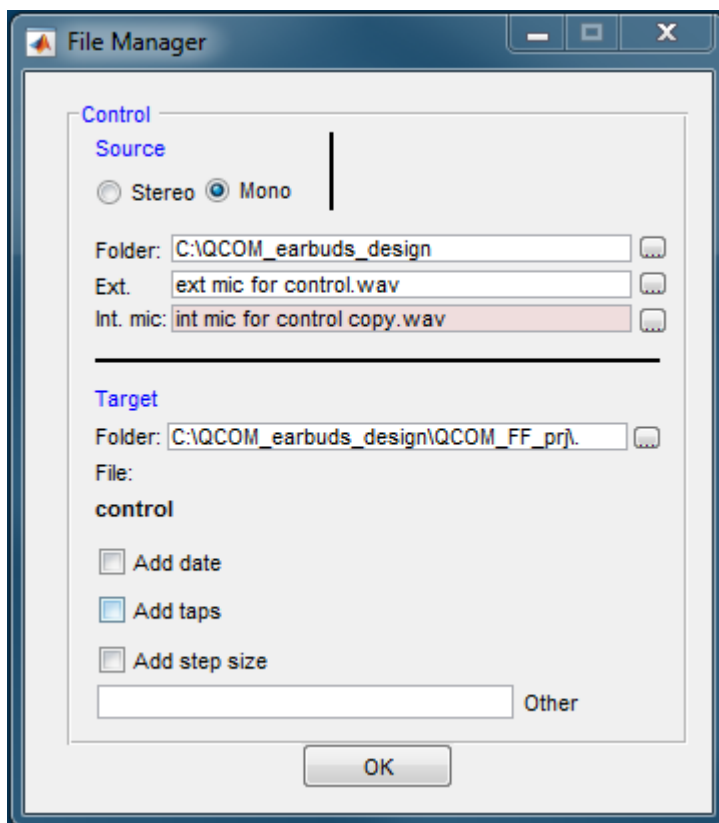 File Manager
Control
Source
Stereo Mono
Folder: C:\QCOM_earbuds_design ...
Ext. ext mic for control.wav ...
Int. mic: int mic for control copy.wav ...
Target
Folder: C:\QCOM_earbuds_design\QCOM_FF_prj\. ...
File:
control
Add date
Add taps
Add step size
Other
OK